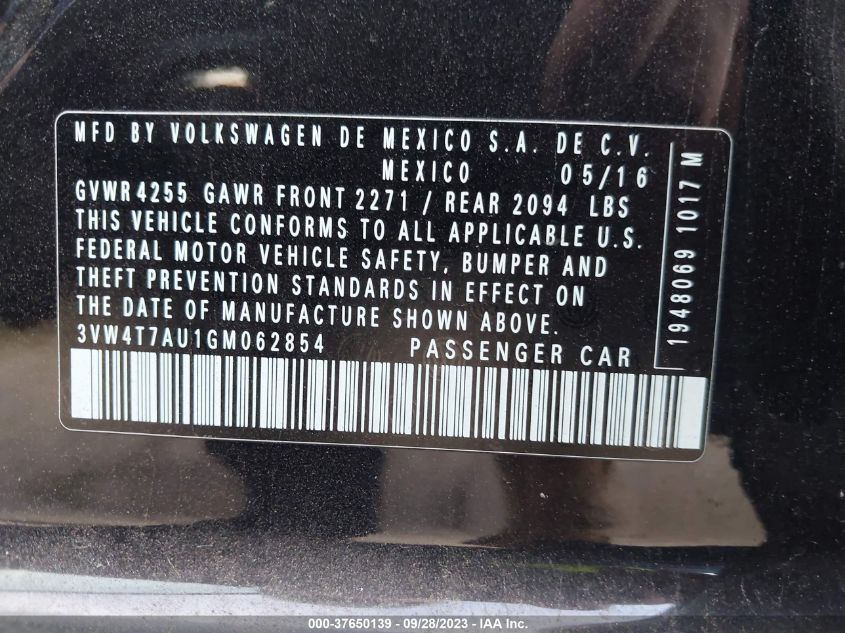 MFD BY VOLKSWAGEN DE MEXICO S.A. DE C.V.
MEXICO 05/16
GVWR 4255 GAWR FRONT 2271 / REAR 2094 LBS
THIS VEHICLE CONFORMS TO ALL APPLICABLE U.S.
FEDERAL MOTOR VEHICLE SAFETY, BUMPER AND
THEFT PREVENTION STANDARDS IN EFFECT ON
THE DATE OF MANUFACTURE SHOWN ABOVE.
3VW4T7AU1GM062854 PASSENGER CAR
1948069 1017 M
000-37650139 - 09/28/2023 - IAA Inc.